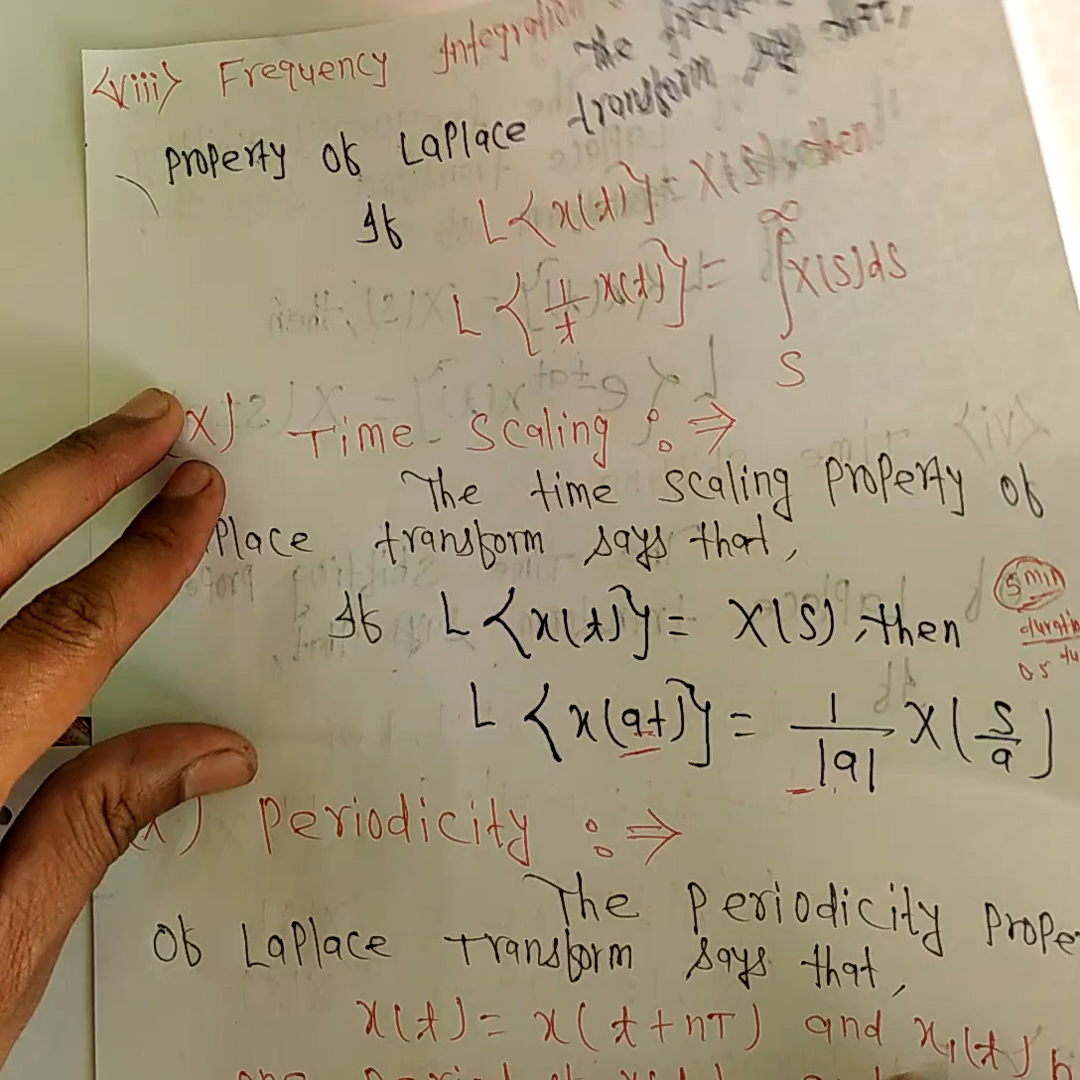 <viii> Frequency Integration :
The
Property of Laplace transform
If L{x(t)} = X(s), then
L{1/t x(t)} = ∫ₛ^∞ X(s)ds
x) Time Scaling :⇒
The time scaling property of
place transform says that,
If L{x(t)} = X(s), then
5 min
L{x(at)} = 1/|a| X(s/a)
x) Periodicity :⇒
The Periodicity Prope
Of Laplace Transform says that,
x(t) = x(t+nT) and x₁(t) b